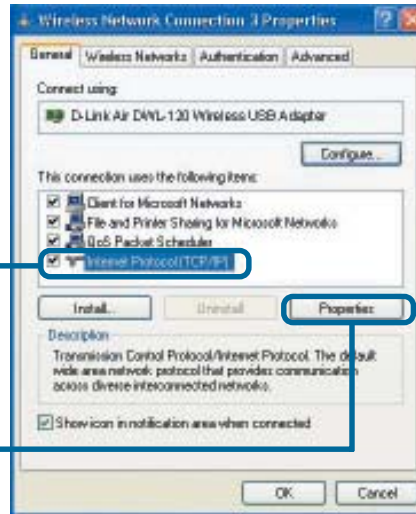 Wireless Network Connection 3 Properties
General Wireless Networks Authentication Advanced
Connect using:
D-Link Air DWL-120 Wireless USB Adapter
Configure...
This connection uses the following items:
Client for Microsoft Networks
File and Printer Sharing for Microsoft Networks
QoS Packet Scheduler
Internet Protocol (TCP/IP)
Install... Uninstall Properties
Description
Transmission Control Protocol/Internet Protocol. The default
wide area network protocol that provides communication
across diverse interconnected networks.
Show icon in notification area when connected
OK Cancel